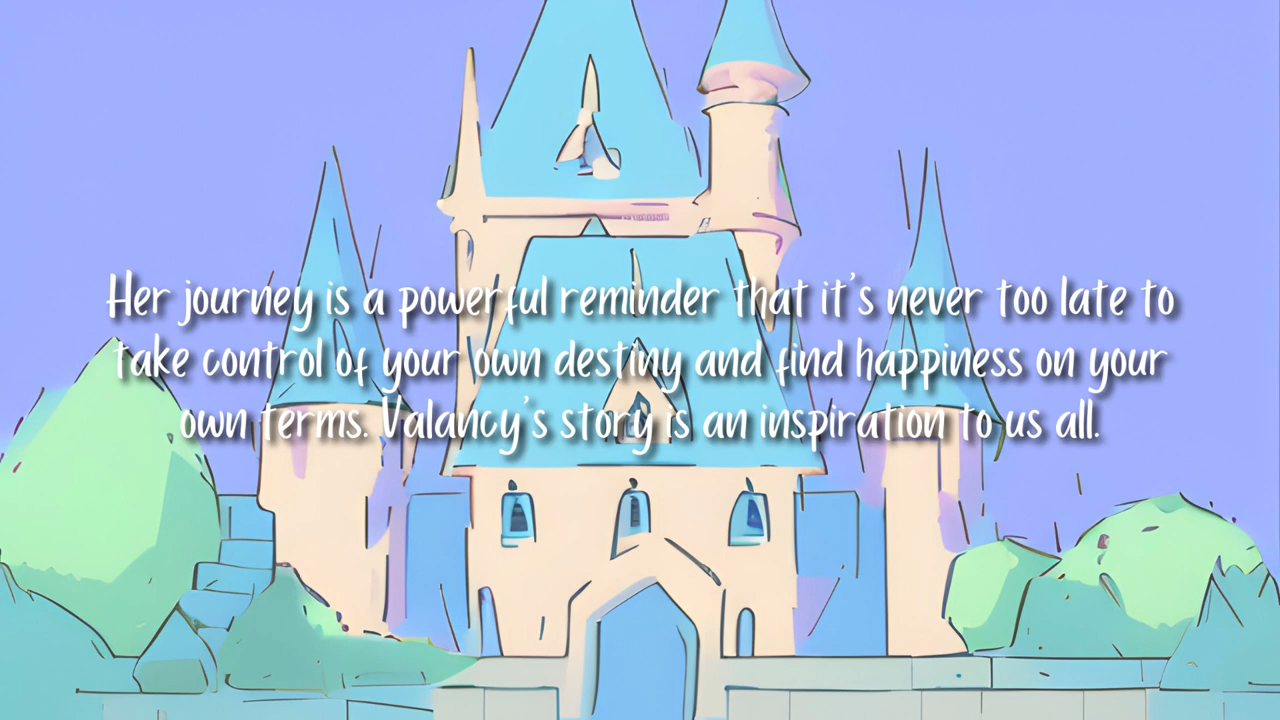 Her journey is a powerful reminder that it's never too late to
take control of your own destiny and find happiness on your
own terms. Valancy's story is an inspiration to us all.